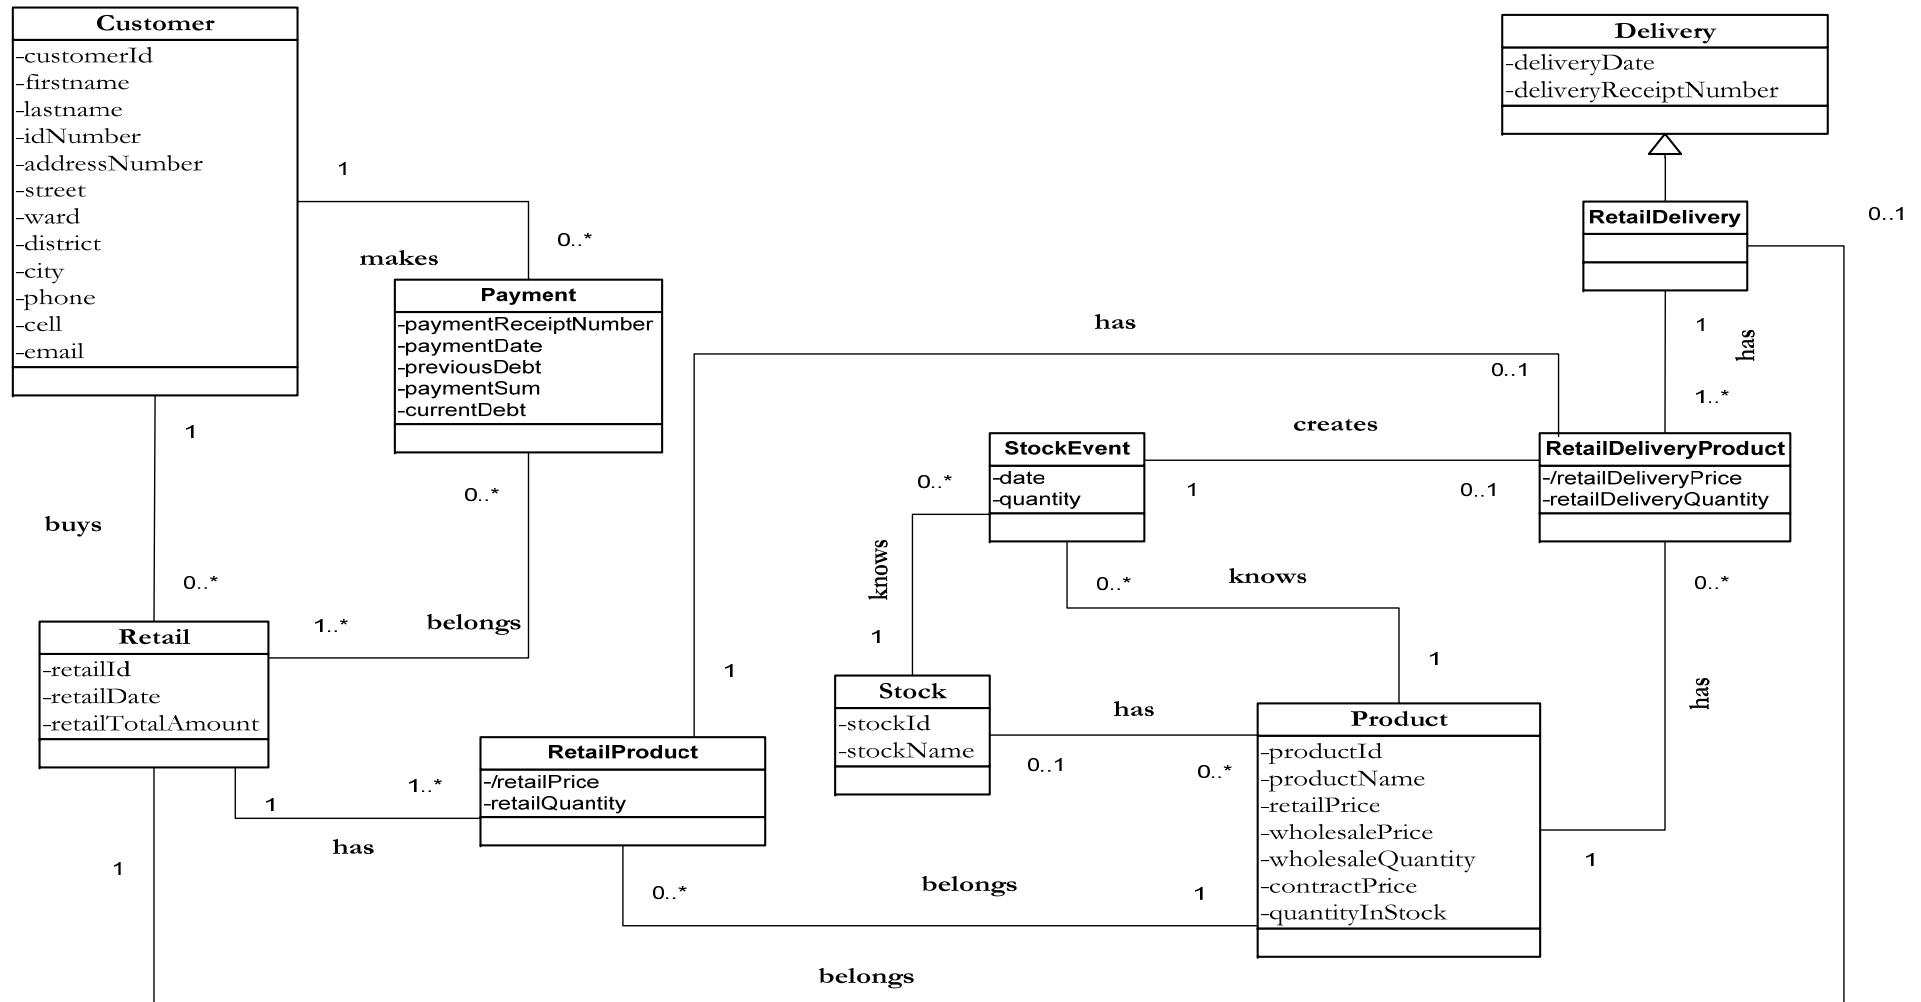 Customer
-customerId
-firstname
-lastname
-idNumber
-addressNumber
-street
-ward
-district
-city
-phone
-cell
-email
Delivery
-deliveryDate
-deliveryReceiptNumber
1
0..*
makes
Payment
-paymentReceiptNumber
-paymentDate
-previousDebt
-paymentSum
-currentDebt
RetailDelivery
0..1
1
has
1..*
has
0..1
1
buys
0..*
0..*
1..*
belongs
creates
StockEvent
-date
-quantity
1
0..1
RetailDeliveryProduct
-/retailDeliveryPrice
-retailDeliveryQuantity
0..*
knows
1
0..*
knows
1
0..*
has
1
Retail
-retailId
-retailDate
-retailTotalAmount
1
Stock
-stockId
-stockName
has
0..1
0..*
Product
-productId
-productName
-retailPrice
-wholesalePrice
-wholesaleQuantity
-contractPrice
-quantityInStock
RetailProduct
-/retailPrice
-retailQuantity
1
1..*
has
1
0..*
belongs
1
belongs